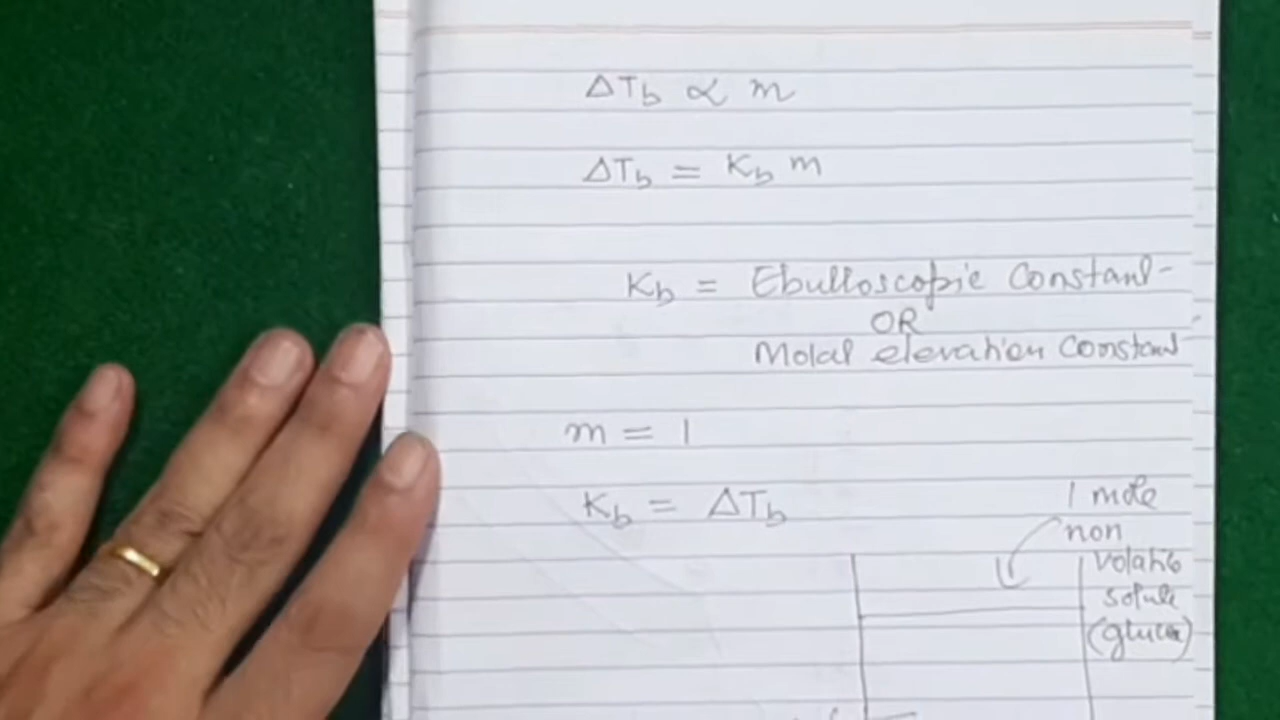 ΔTb ∝ m
ΔTb = Kb m
Kb = Ebulloscopic Constant
OR
Molal elevation Constant
m = 1
Kb = ΔTb
1 mole
non
volatile
solute
(glucose)